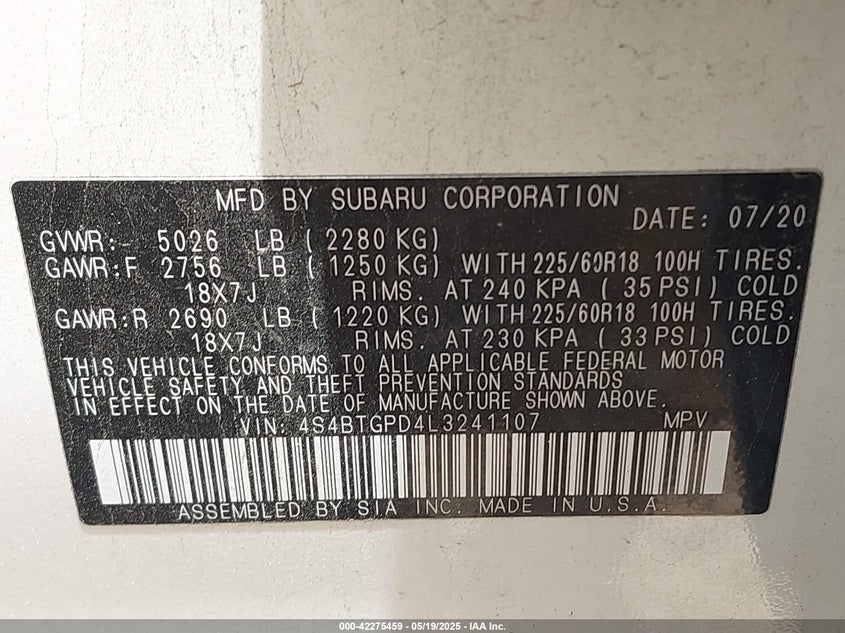 MFD BY SUBARU CORPORATION
DATE: 07/20
GVWR:- 5026 LB ( 2280 KG)
GAWR:F 2756 LB ( 1250 KG) WITH 225/60R18 100H TIRES.
18X7J RIMS. AT 240 KPA ( 35 PSI) COLD
GAWR:R 2690 LB ( 1220 KG) WITH 225/60R18 100H TIRES.
18X7J RIMS. AT 230 KPA ( 33 PSI) COLD
THIS VEHICLE CONFORMS TO ALL APPLICABLE FEDERAL MOTOR
VEHICLE SAFETY AND THEFT PREVENTION STANDARDS
IN EFFECT ON THE DATE OF MANUFACTURE SHOWN ABOVE.
VIN: 4S4BTGPD4L3241107 MPV
ASSEMBLED BY SIA INC. MADE IN U.S.A.
000-42275459 - 05/19/2025 - IAA Inc.